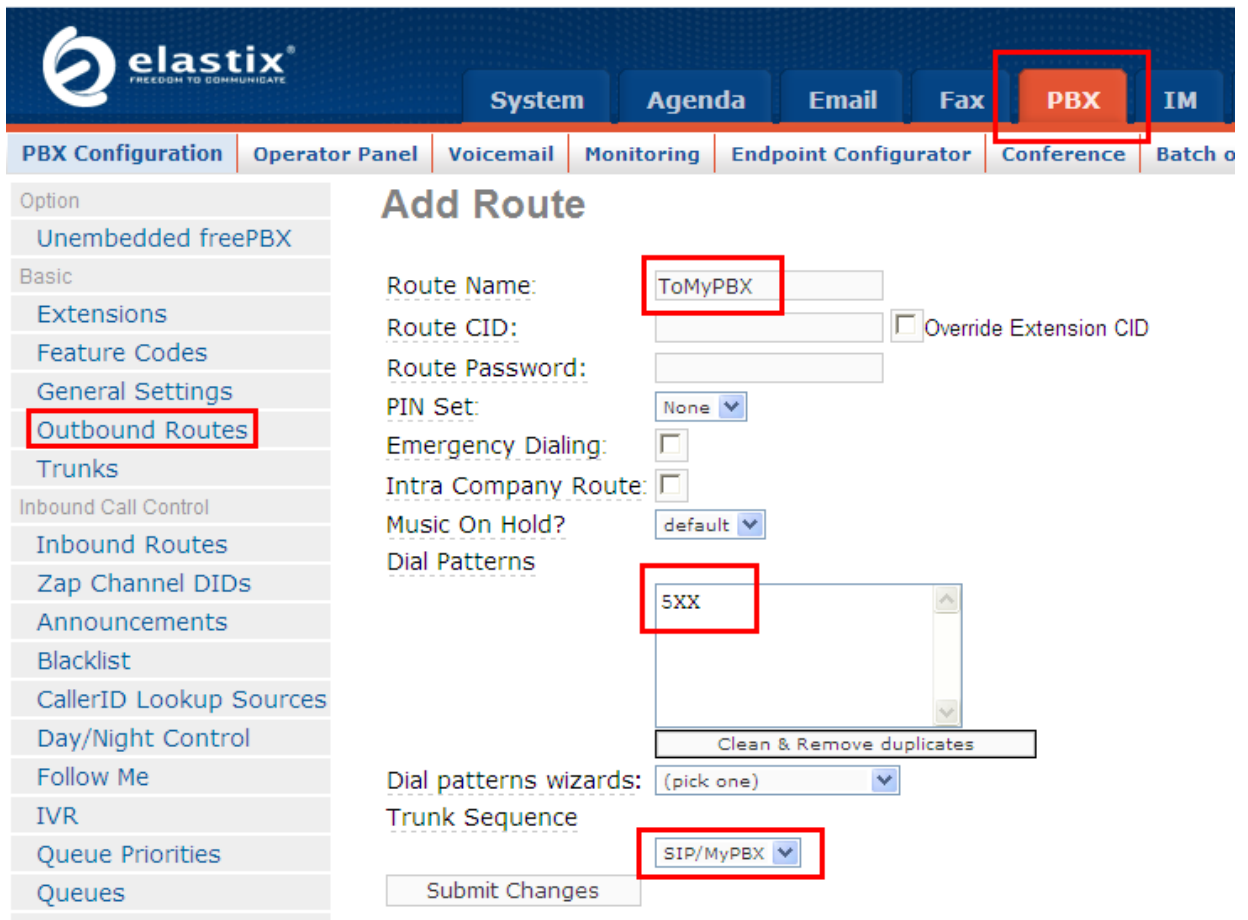 elastix®
FREEDOM TO COMMUNICATE
System Agenda Email Fax PBX IM
PBX Configuration Operator Panel Voicemail Monitoring Endpoint Configurator Conference Batch o
Option
Unembedded freePBX
Basic
Extensions
Feature Codes
General Settings
Outbound Routes
Trunks
Inbound Call Control
Inbound Routes
Zap Channel DIDs
Announcements
Blacklist
CallerID Lookup Sources
Day/Night Control
Follow Me
IVR
Queue Priorities
Queues
Add Route
Route Name: ToMyPBX
Route CID: Override Extension CID
Route Password:
PIN Set: None
Emergency Dialing:
Intra Company Route:
Music On Hold? default
Dial Patterns
5XX
Clean & Remove duplicates
Dial patterns wizards: (pick one)
Trunk Sequence
SIP/MyPBX
Submit Changes